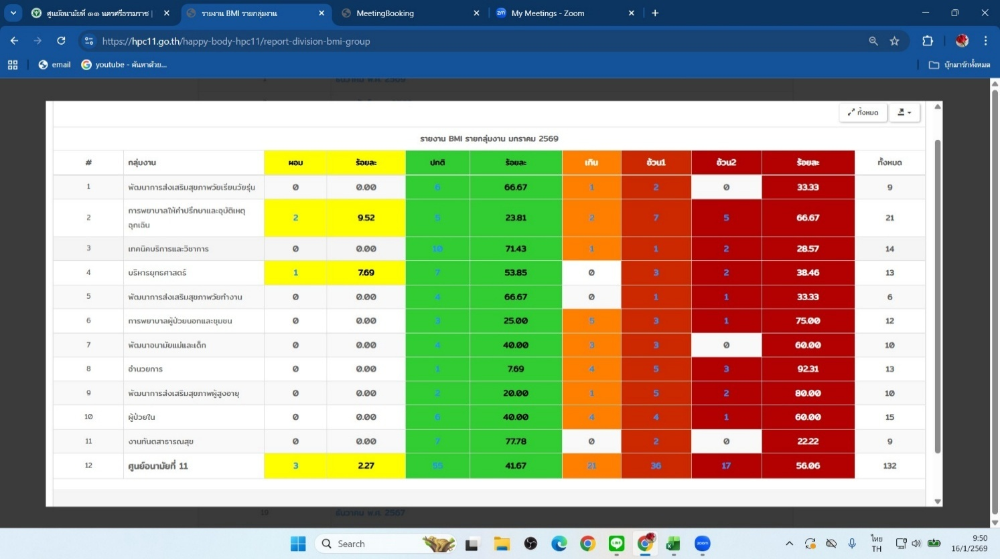 ศูนย์อนามัยที่ ๑๑ นครศรีธรรมราช |
รายงาน BMI รายกลุ่มงาน
MeetingBooking
zm My Meetings - Zoom
https://hpc11.go.th/happy-body-hpc11/report-division-bmi-group
email
youtube - ค้นหาด้วย...
บุ๊กมาร์กทั้งหมด
ทั้งหมด
รายงาน BMI รายกลุ่มงาน มกราคม 2569
# กลุ่มงาน ผอม ร้อยละ ปกติ ร้อยละ เกิน อ้วน1 อ้วน2 ร้อยละ ทั้งหมด
1 พัฒนาการส่งเสริมสุขภาพวัยเรียนวัยรุ่น 0 0.00 6 66.67 1 2 0 33.33 9
2 การพยาบาลให้คำปรึกษาและอุบัติเหตุ
ฉุกเฉิน 2 9.52 5 23.81 2 7 5 66.67 21
3 เทคนิคบริการและวิชาการ 0 0.00 10 71.43 1 1 2 28.57 14
4 บริหารยุทธศาสตร์ 1 7.69 7 53.85 0 3 2 38.46 13
5 พัฒนาการส่งเสริมสุขภาพวัยทำงาน 0 0.00 4 66.67 0 1 1 33.33 6
6 การพยาบาลผู้ป่วยนอกและชุมชน 0 0.00 3 25.00 5 3 1 75.00 12
7 พัฒนาอนามัยแม่และเด็ก 0 0.00 4 40.00 3 3 0 60.00 10
8 อำนวยการ 0 0.00 1 7.69 4 5 3 92.31 13
9 พัฒนาการส่งเสริมสุขภาพผู้สูงอายุ 0 0.00 2 20.00 1 5 2 80.00 10
10 ผู้ป่วยใน 0 0.00 6 40.00 4 4 1 60.00 15
11 งานทันตสาธารณสุข 0 0.00 7 77.78 0 2 0 22.22 9
12 ศูนย์อนามัยที่ 11 3 2.27 55 41.67 21 36 17 56.06 132
19 ธันวาคม พ.ศ. 2567
Search
LINE
zoom
ไทย
TH
9:50
16/1/2569